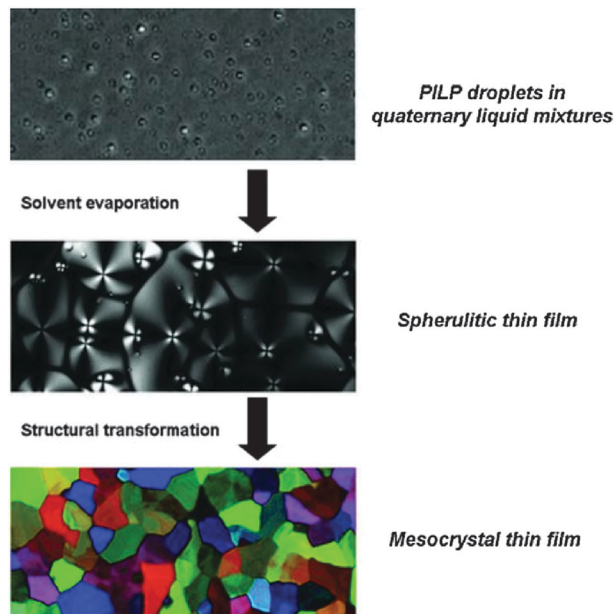 PILP droplets in
quaternary liquid mixtures
Solvent evaporation
Spherulitic thin film
Structural transformation
Mesocrystal thin film